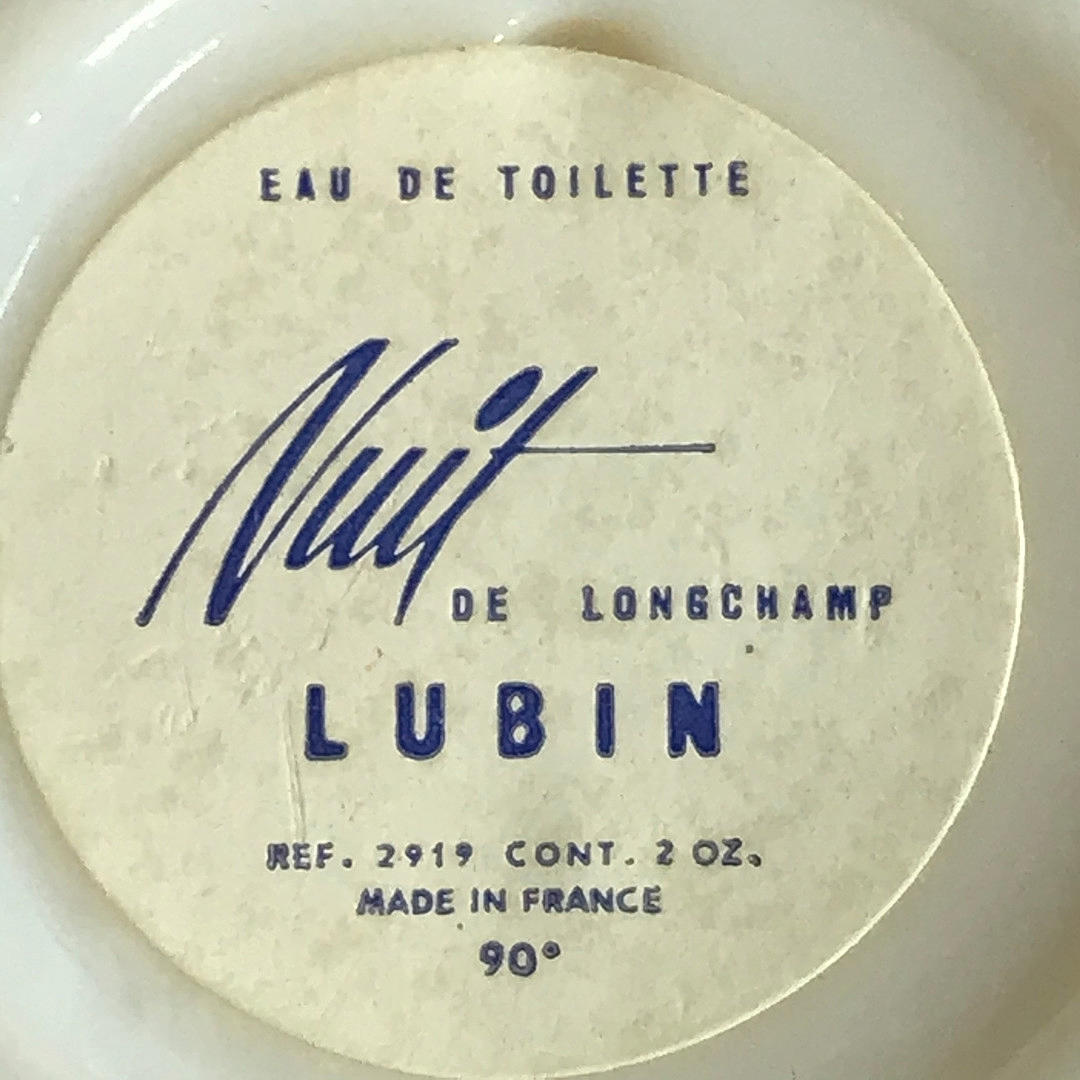 EAU DE TOILETTE
Nuit
DE LONGCHAMP
LUBIN
REF. 2919 CONT. 2 OZ.
MADE IN FRANCE
90°